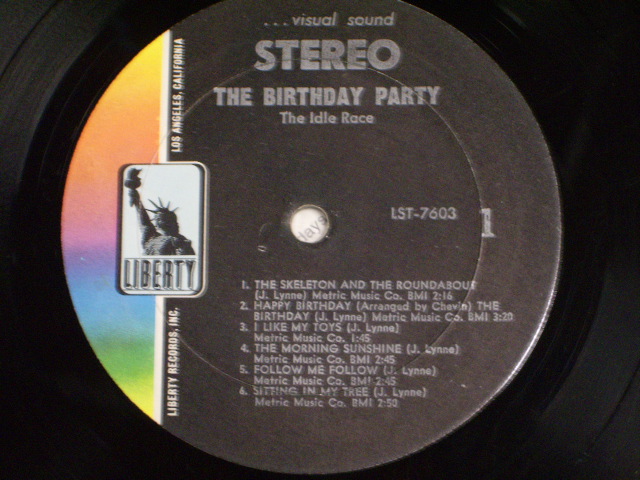 ...visual sound
STEREO
THE BIRTHDAY PARTY
The Idle Race
LOS ANGELES, CALIFORNIA
LIBERTY
LIBERTY RECORDS, INC.
days
LST-7603
1
1. THE SKELETON AND THE ROUNDABOUT
(J. Lynne) Metric Music Co. BMI 2:16
2. HAPPY BIRTHDAY (Arranged by Chavin) THE
BIRTHDAY (J. Lynne) Metric Music Co. BMI 3:20
3. I LIKE MY TOYS (J. Lynne)
Metric Music Co. 1:45
4. THE MORNING SUNSHINE (J. Lynne)
Metric Music Co. BMI 2:45
5. FOLLOW ME FOLLOW (J. Lynne)
Metric Music Co. BMI 2:45
6. SITTING IN MY TREE (J. Lynne)
Metric Music Co. BMI 2:50